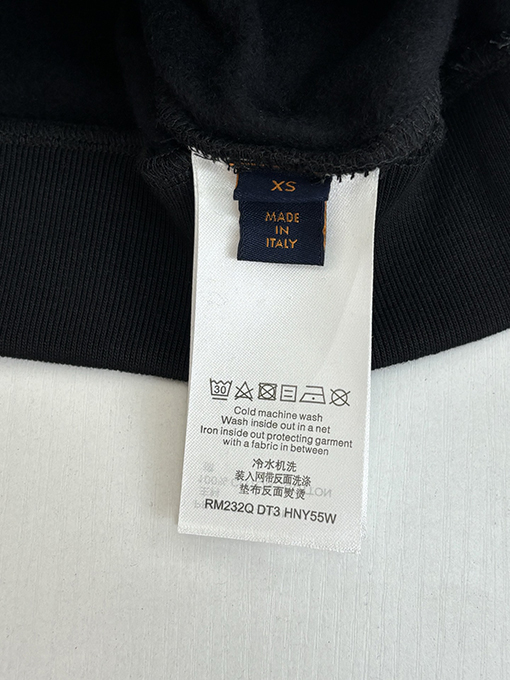 XS
MADE
IN
ITALY
30
Cold machine wash
Wash inside out in a net
Iron inside out protecting garment
with a fabric in between
冷水机洗
装入网带反面洗涤
垫布反面熨烫
RM232Q DT3 HNY55W